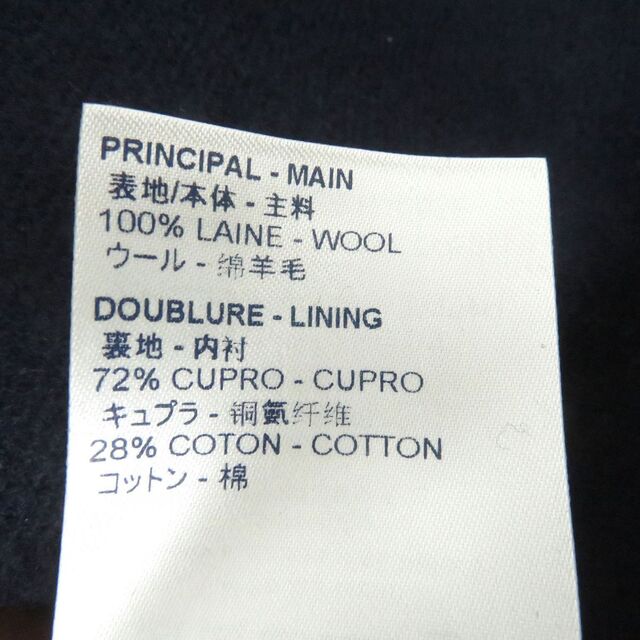 PRINCIPAL - MAIN
表地/本体 - 主料
100% LAINE - WOOL
ウール - 绵羊毛
DOUBLURE - LINING
裏地 - 内衬
72% CUPRO - CUPRO
キュプラ - 铜氨纤维
28% COTON - COTTON
コットン - 棉